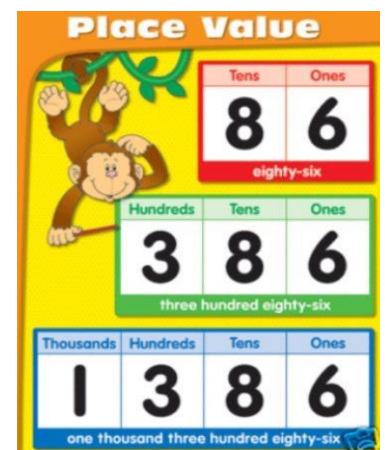 Place Value
Tens Ones
8 6
eighty-six
Hundreds Tens Ones
3 8 6
three hundred eighty-six
Thousands Hundreds Tens Ones
1 3 8 6
one thousand three hundred eighty-six